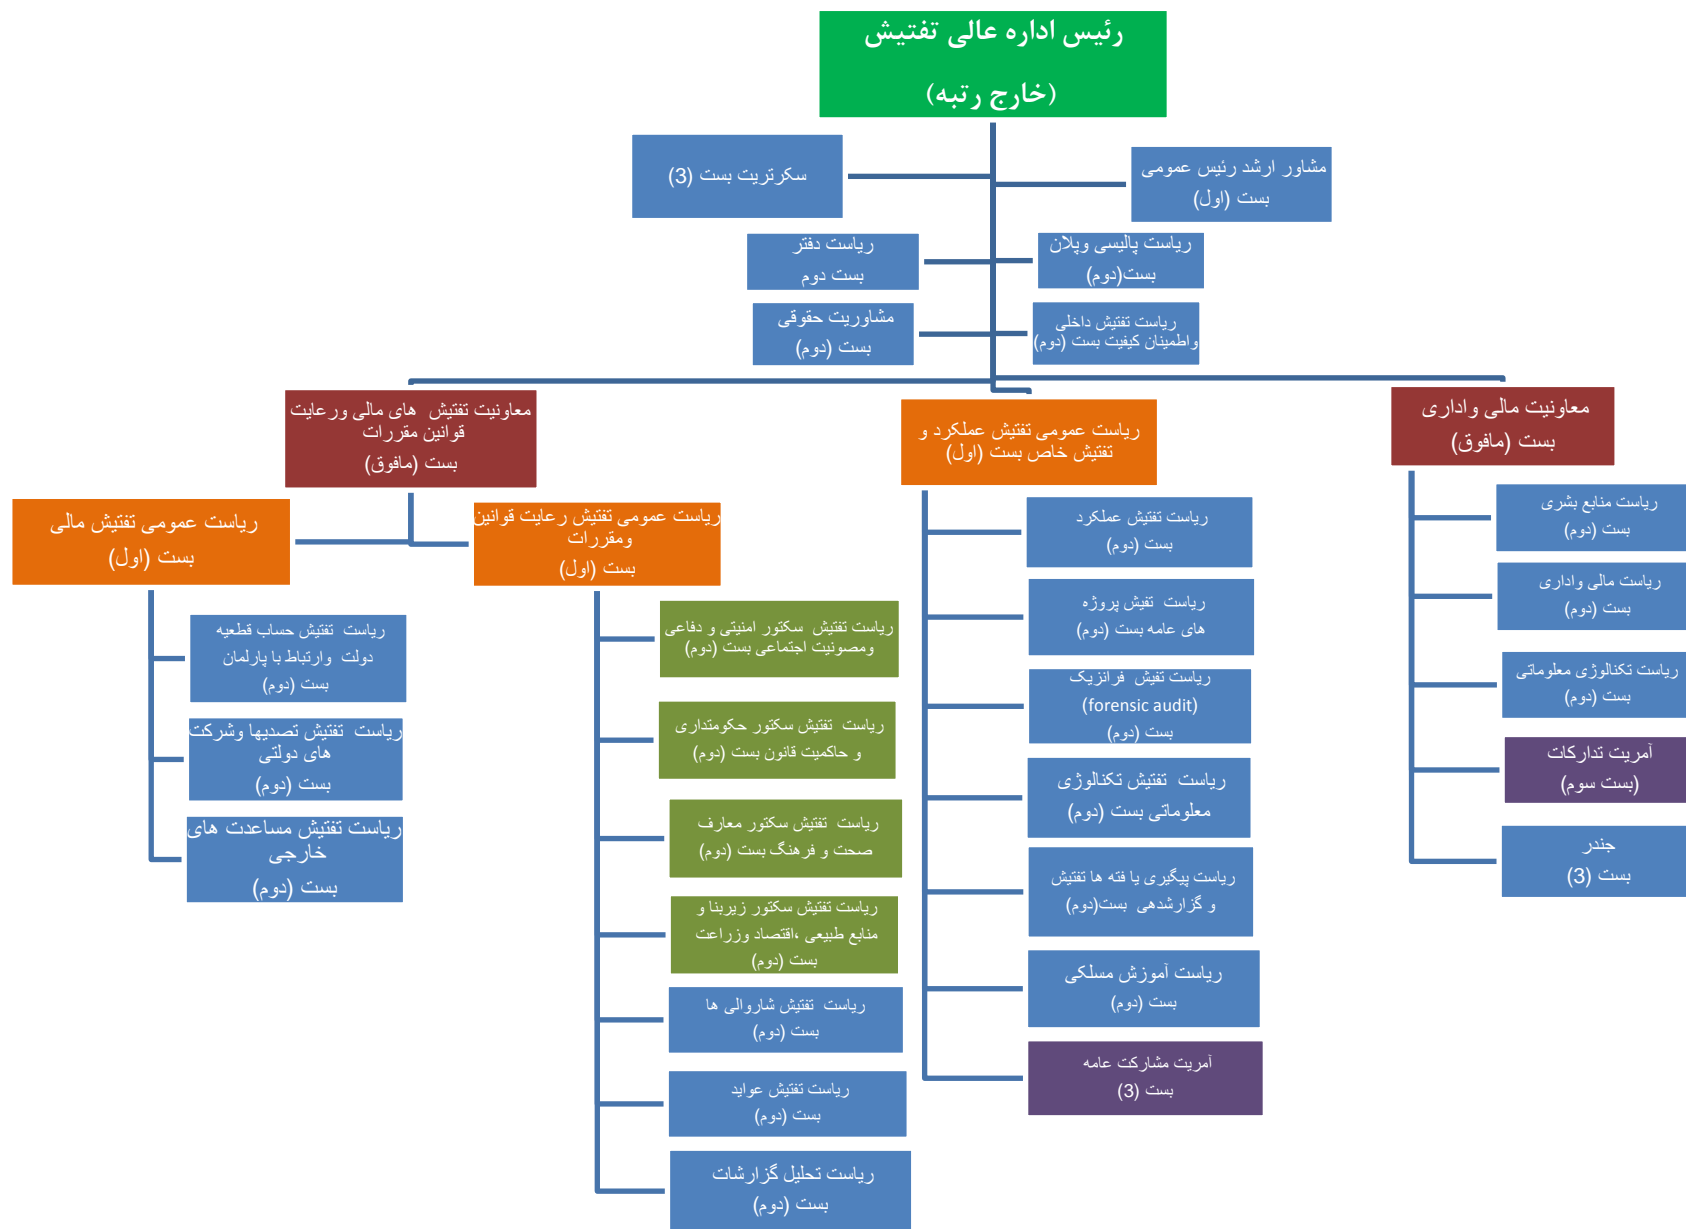 رئیس اداره عالی تفتیش
(خارج رتبه)
مشاور ارشد رئیس عمومی
بست (اول)
سکرتریت بست (3)
ریاست پالیسی وپلان
بست(دوم)
ریاست دفتر
بست دوم
ریاست تفتیش داخلی
واطمینان کیفیت بست (دوم)
مشاوریت حقوقی
بست (دوم)
معاونیت مالی واداری
بست (مافوق)
ریاست منابع بشری
بست (دوم)
ریاست مالی واداری
بست (دوم)
ریاست تکنالوژی معلوماتی
بست (دوم)
آمریت تدارکات
(بست سوم)
جندر
بست (3)
ریاست عمومی تفتیش عملکرد و
تفتیش خاص بست (اول)
ریاست تفتیش عملکرد
بست (دوم)
ریاست تفیش پروژه
های عامه بست (دوم)
ریاست تفیش فرانزیک
(forensic audit)
بست (دوم)
ریاست تفتیش تکنالوژی
معلوماتی بست (دوم)
ریاست پیگیری یا فته ها تفتیش
و گزارشدهی بست(دوم)
ریاست آموزش مسلکی
بست (دوم)
آمریت مشارکت عامه
بست (3)
معاونیت تفتیش های مالی ورعایت
قوانین مقررات
بست (مافوق)
ریاست عمومی تفتیش رعایت قوانین
ومقررات
بست (اول)
ریاست تفتیش سکتور امنیتی و دفاعی
ومصونیت اجتماعی بست (دوم)
ریاست تفتیش سکتور حکومتداری
و حاکمیت قانون بست (دوم)
ریاست تفتیش سکتور معارف
صحت و فرهنگ بست (دوم)
ریاست تفتیش سکتور زیربنا و
منابع طبیعی ،اقتصاد وزراعت
بست (دوم)
ریاست تفتیش شاروالی ها
بست (دوم)
ریاست تفتیش عواید
بست (دوم)
ریاست تحلیل گزارشات
بست (دوم)
ریاست عمومی تفتیش مالی
بست (اول)
ریاست تفتیش حساب قطعیه
دولت وارتباط با پارلمان
بست (دوم)
ریاست تفتیش تصدیها وشرکت
های دولتی
بست (دوم)
ریاست تفتیش مساعدت های
خارجی
بست (دوم)